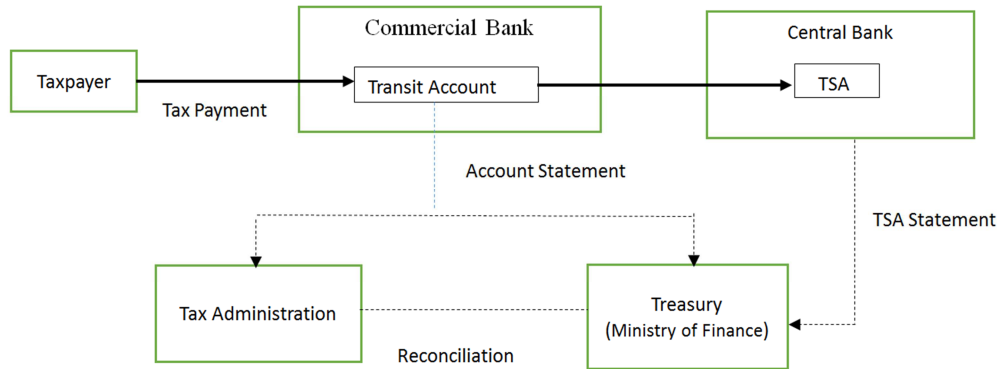 Commercial Bank
Central Bank
Taxpayer
Transit Account
TSA
Tax Payment
Account Statement
TSA Statement
Tax Administration
Treasury
(Ministry of Finance)
Reconciliation